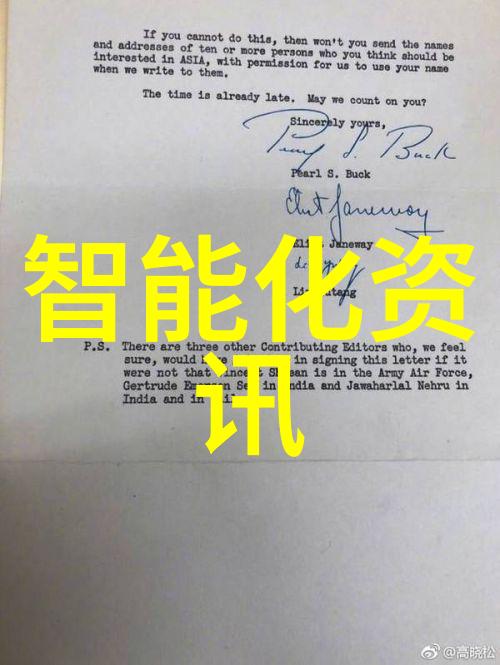 If you cannot do this, then won't you send the names
and addresses of ten or more persons who you think should be
interested in ASIA, with permission for us to use your name
when we write to them.
The time is already late. May we count on you?
Sincerely yours,
Pearl S. Buck
Pearl S. Buck
Eliot Janeway
Janeway
智能化资
讯
P.S. There are three other Contributing Editors who, we feel
sure, would in signing this letter if it
were not that Vincent Sheean is in the Army Air Force,
Gertrude Emerson Sen in India and Jawaharlal Nehru in
India and in
@高晓松